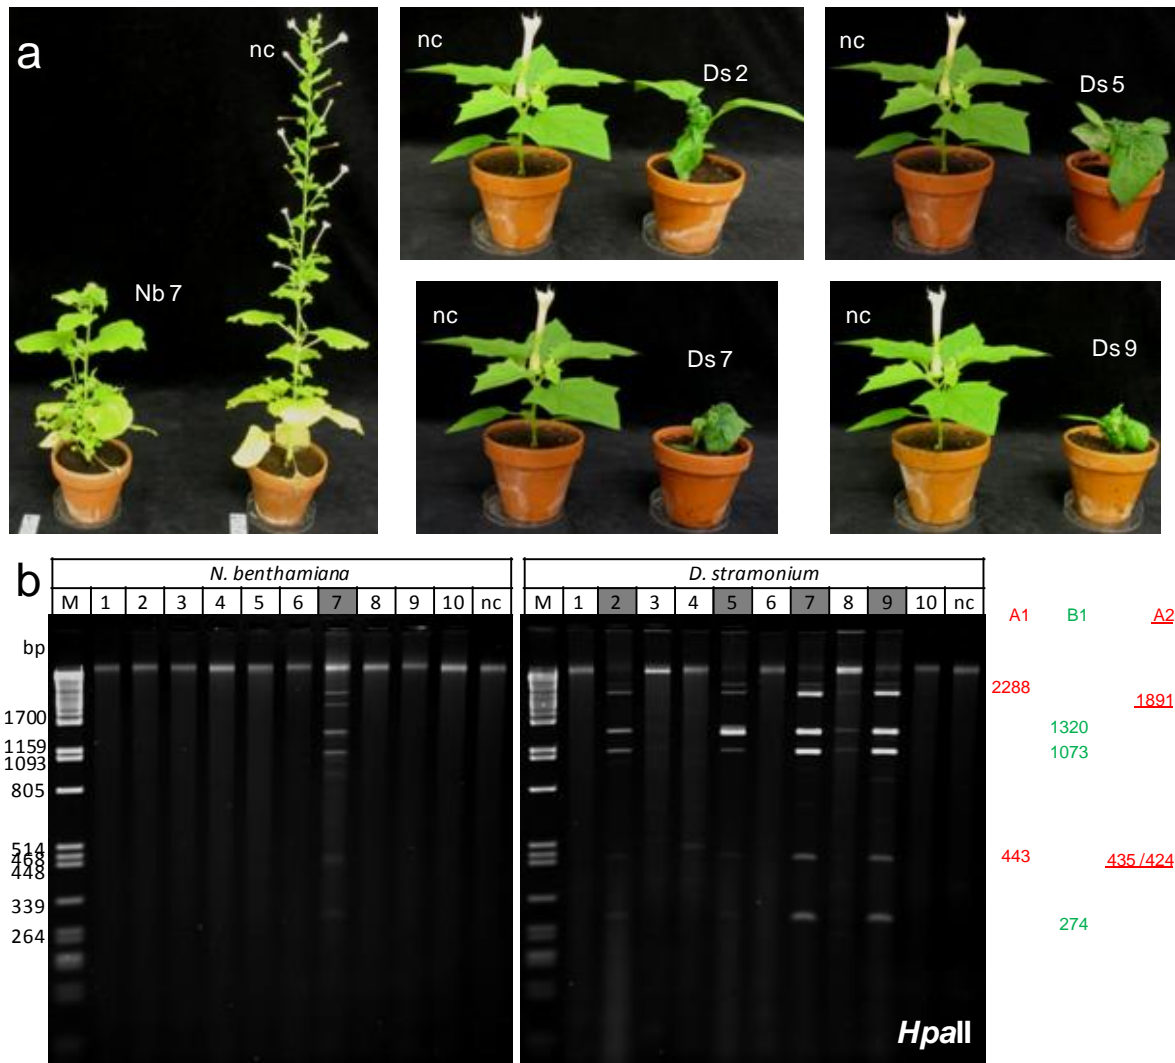 a
nc
Nb 7
nc
Ds 2
nc
Ds 5
nc
Ds 7
nc
Ds 9
b
N. benthamiana
M 1 2 3 4 5 6 7 8 9 10 nc
D. stramonium
M 1 2 3 4 5 6 7 8 9 10 nc
bp
1700
1159
1093
805
514
468
448
339
264
A1 B1 A2
2288
1891
1320
1073
443 435/424
274
HpaII